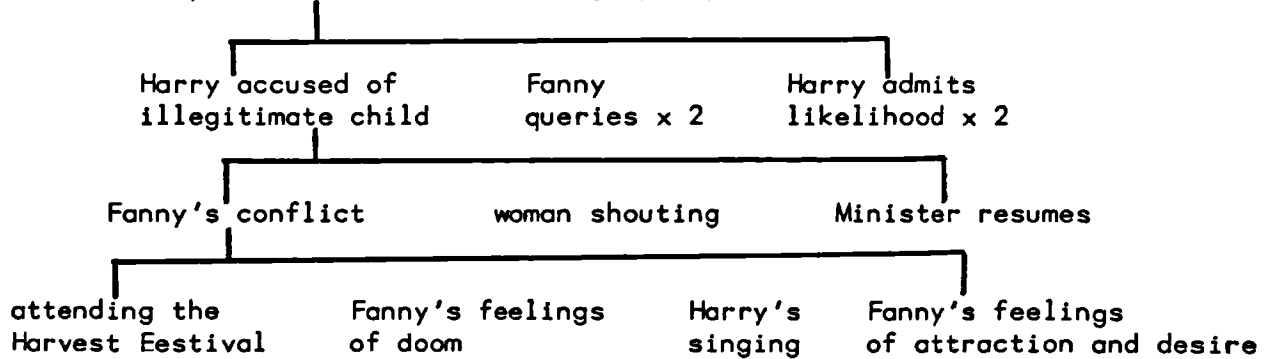 Harry accused of Fanny Harry admits
illegitimate child queries x 2 likelihood x 2
Fanny's conflict woman shouting Minister resumes
attending the Fanny's feelings Harry's Fanny's feelings
Harvest Eestival of doom singing of attraction and desire